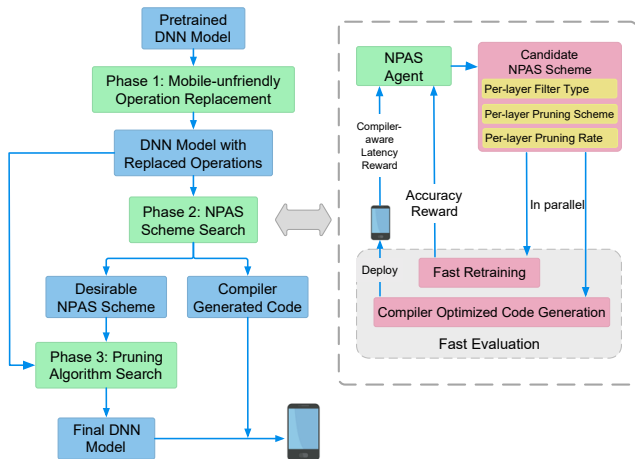 Pretrained
DNN Model
Phase 1: Mobile-unfriendly
Operation Replacement
DNN Model with
Replaced Operations
Phase 2: NPAS
Scheme Search
Desirable
NPAS Scheme
Compiler
Generated Code
Phase 3: Pruning
Algorithm Search
Final DNN
Model
NPAS
Agent
Candidate
NPAS Scheme
Per-layer Filter Type
Per-layer Pruning Scheme
Per-layer Pruning Rate
Compiler-
aware
Latency
Reward
Accuracy
Reward
In parallel
Deploy
Fast Retraining
Compiler Optimized Code Generation
Fast Evaluation